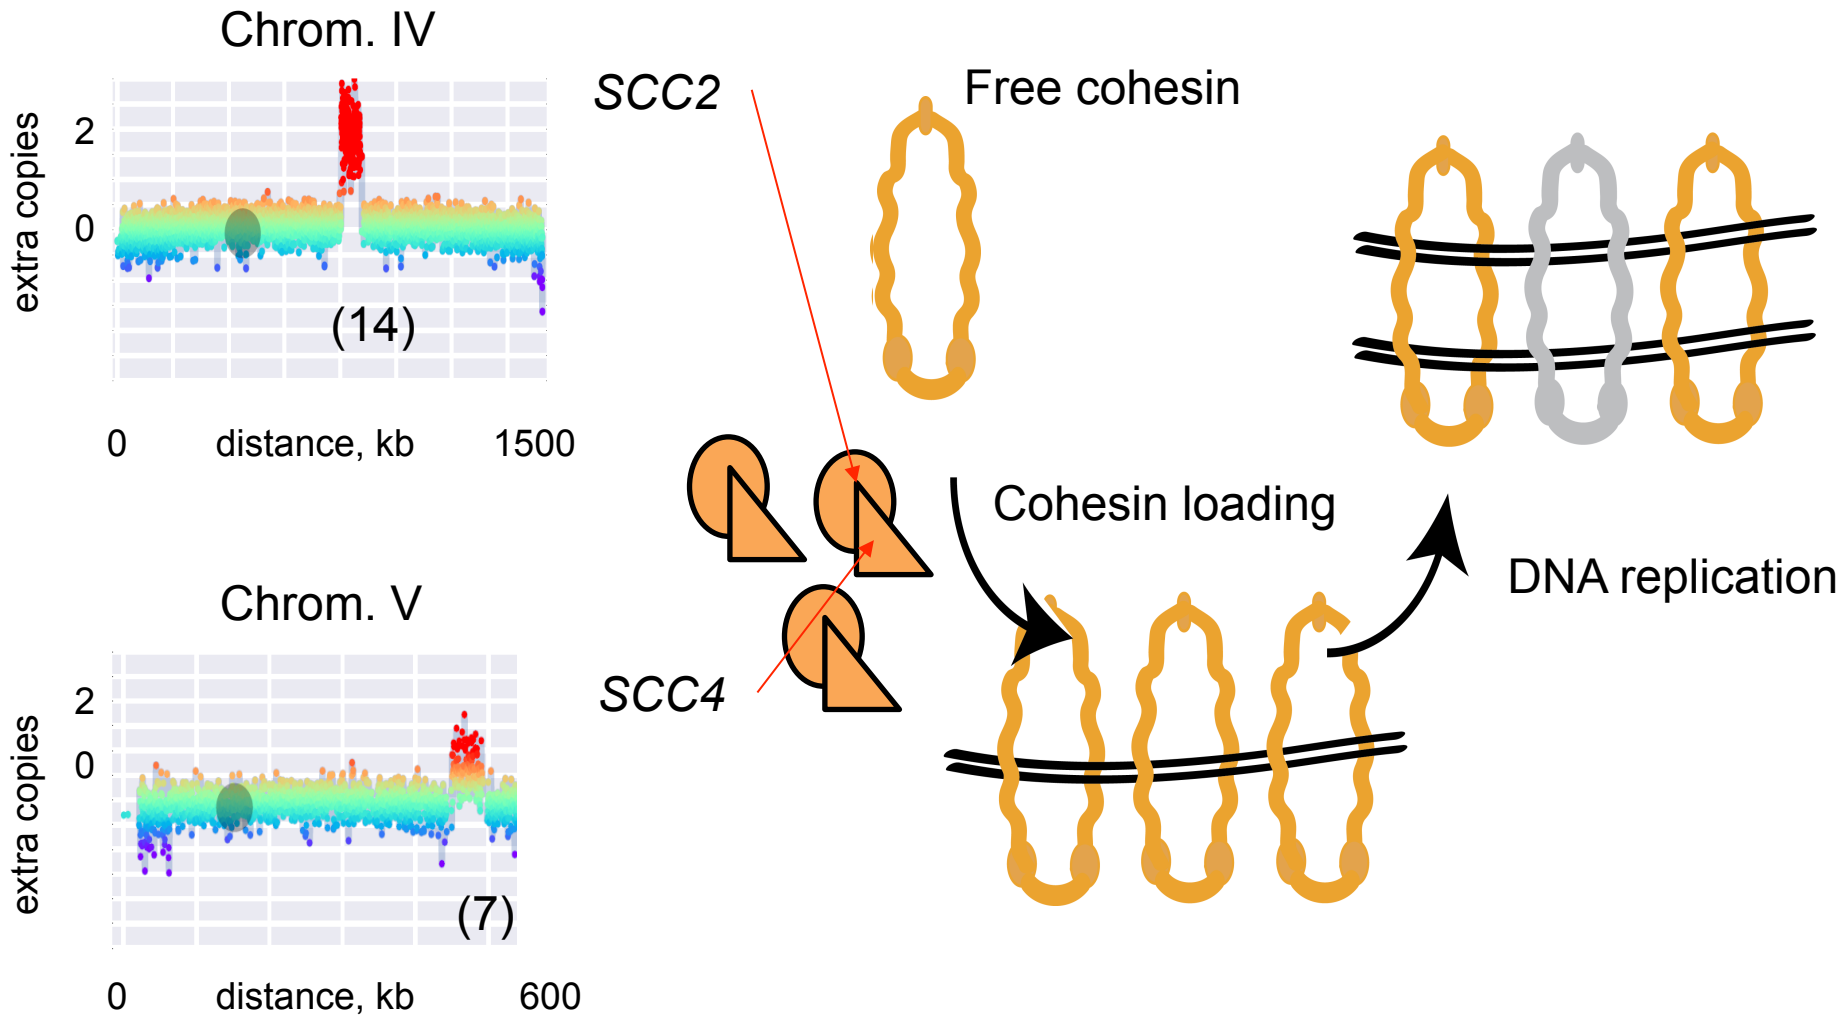 Chrom. IV
extra copies
2
0
(14)
0
distance, kb
1500
Chrom. V
extra copies
2
0
(7)
0
distance, kb
600
SCC2
Free cohesin
SCC4
Cohesin loading
DNA replication